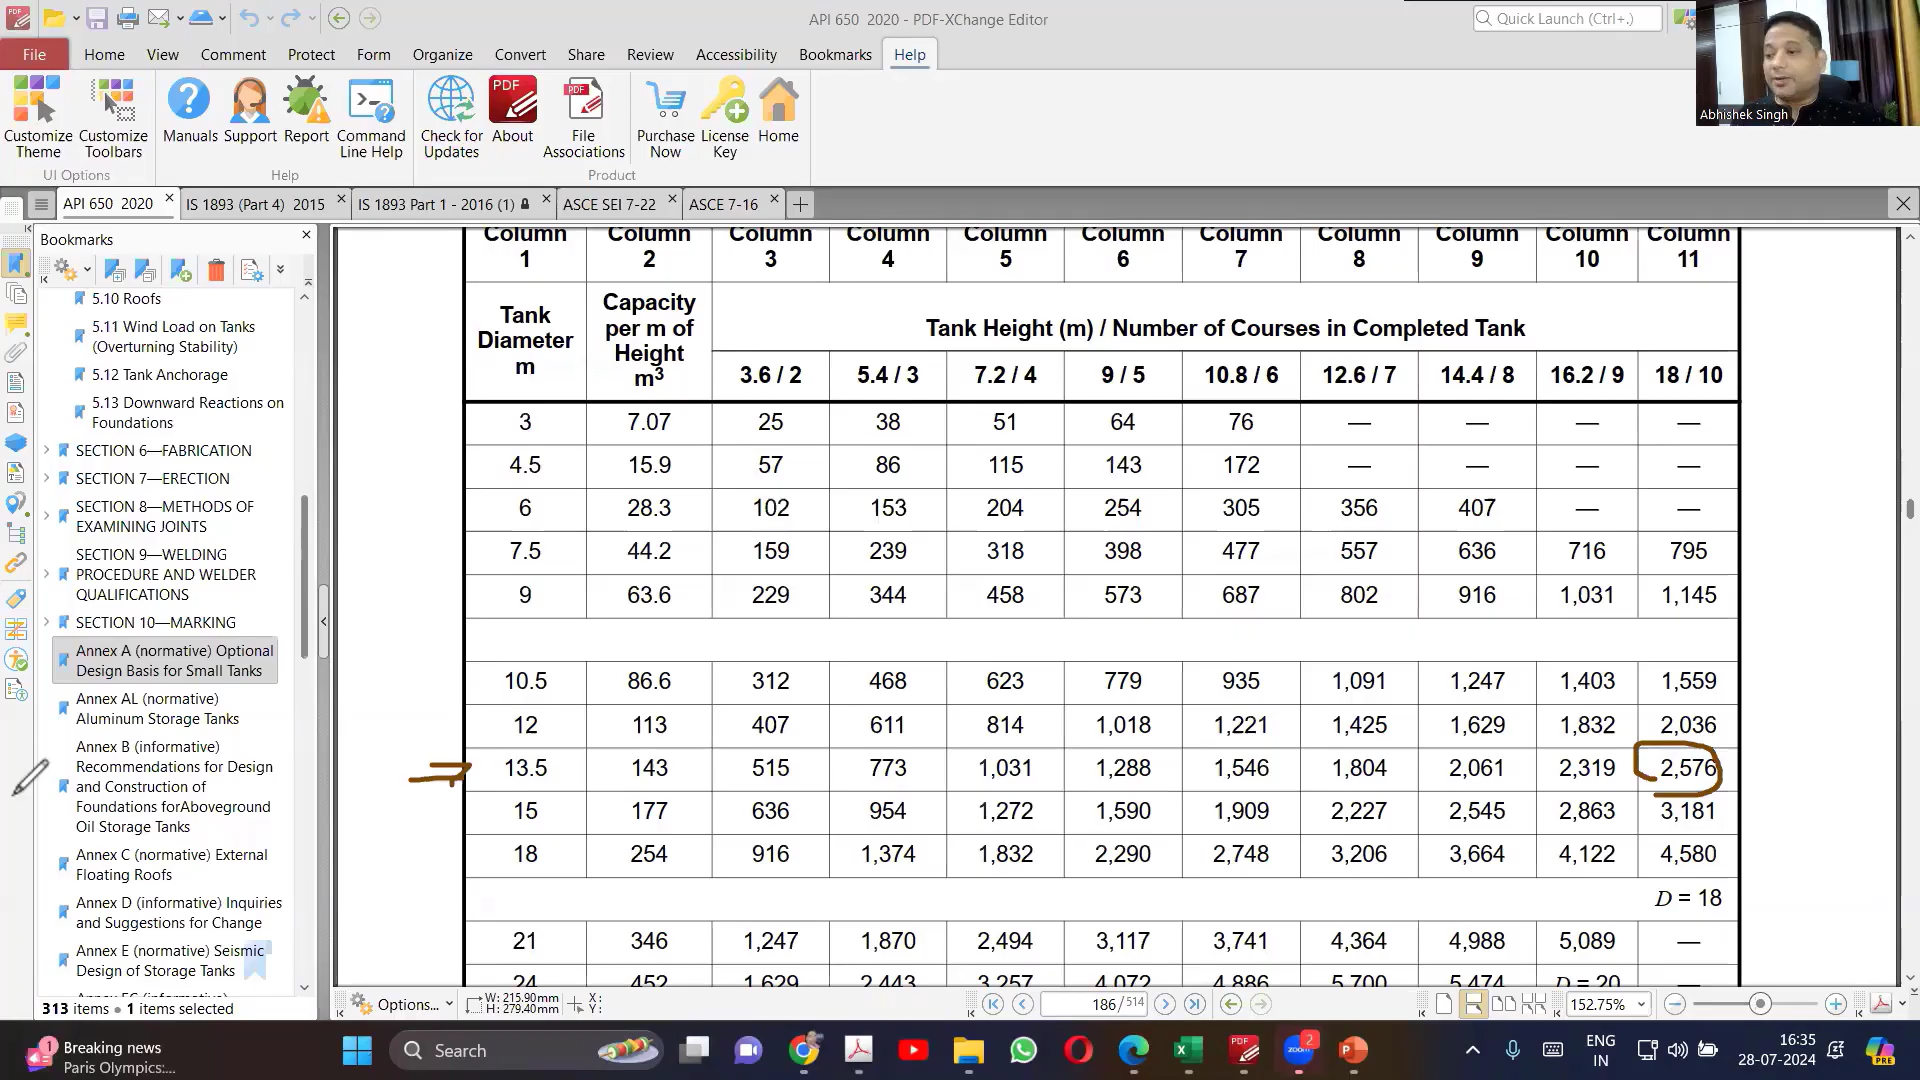 API 650 2020 - PDF-XChange Editor
Quick Launch (Ctrl+.)
File Home View Comment Protect Form Organize Convert Share Review Accessibility Bookmarks Help
Customize Theme
Customize Toolbars
Manuals
Support
Report
Command Line Help
Check for Updates
About
File Associations
Purchase Now
License Key
Home
UI Options
Help
Product
Abhishek Singh
API 650 2020
IS 1893 (Part 4) 2015
IS 1893 Part 1 - 2016 (1)
ASCE SEI 7-22
ASCE 7-16
Bookmarks
5.10 Roofs
5.11 Wind Load on Tanks
(Overturning Stability)
5.12 Tank Anchorage
5.13 Downward Reactions on
Foundations
SECTION 6—FABRICATION
SECTION 7—ERECTION
SECTION 8—METHODS OF
EXAMINING JOINTS
SECTION 9—WELDING
PROCEDURE AND WELDER
QUALIFICATIONS
SECTION 10—MARKING
Annex A (normative) Optional
Design Basis for Small Tanks
Annex AL (normative)
Aluminum Storage Tanks
Annex B (informative)
Recommendations for Design
and Construction of
Foundations forAboveground
Oil Storage Tanks
Annex C (normative) External
Floating Roofs
Annex D (informative) Inquiries
and Suggestions for Change
Annex E (normative) Seismic
Design of Storage Tanks
313 items • 1 items selected
Column 1 Column 2 Column 3 Column 4 Column 5 Column 6 Column 7 Column 8 Column 9 Column 10 Column 11
Tank Diameter m
Capacity per m of Height m³
Tank Height (m) / Number of Courses in Completed Tank
3.6 / 2 5.4 / 3 7.2 / 4 9 / 5 10.8 / 6 12.6 / 7 14.4 / 8 16.2 / 9 18 / 10
3 7.07 25 38 51 64 76 — — — —
4.5 15.9 57 86 115 143 172 — — — —
6 28.3 102 153 204 254 305 356 407 — —
7.5 44.2 159 239 318 398 477 557 636 716 795
9 63.6 229 344 458 573 687 802 916 1,031 1,145
10.5 86.6 312 468 623 779 935 1,091 1,247 1,403 1,559
12 113 407 611 814 1,018 1,221 1,425 1,629 1,832 2,036
13.5 143 515 773 1,031 1,288 1,546 1,804 2,061 2,319 2,576
15 177 636 954 1,272 1,590 1,909 2,227 2,545 2,863 3,181
18 254 916 1,374 1,832 2,290 2,748 3,206 3,664 4,122 4,580
D = 18
21 346 1,247 1,870 2,494 3,117 3,741 4,364 4,988 5,089 —
24 452 1,629 2,443 3,257 4,072 4,886 5,700 5,474 D = 20 —
Options...
W: 215.90mm
H: 279.40mm
X:
Y:
186 / 514
152.75%
Breaking news
Paris Olympics:...
1
Search
zoom
2
ENG
IN
16:35
28-07-2024
PRE